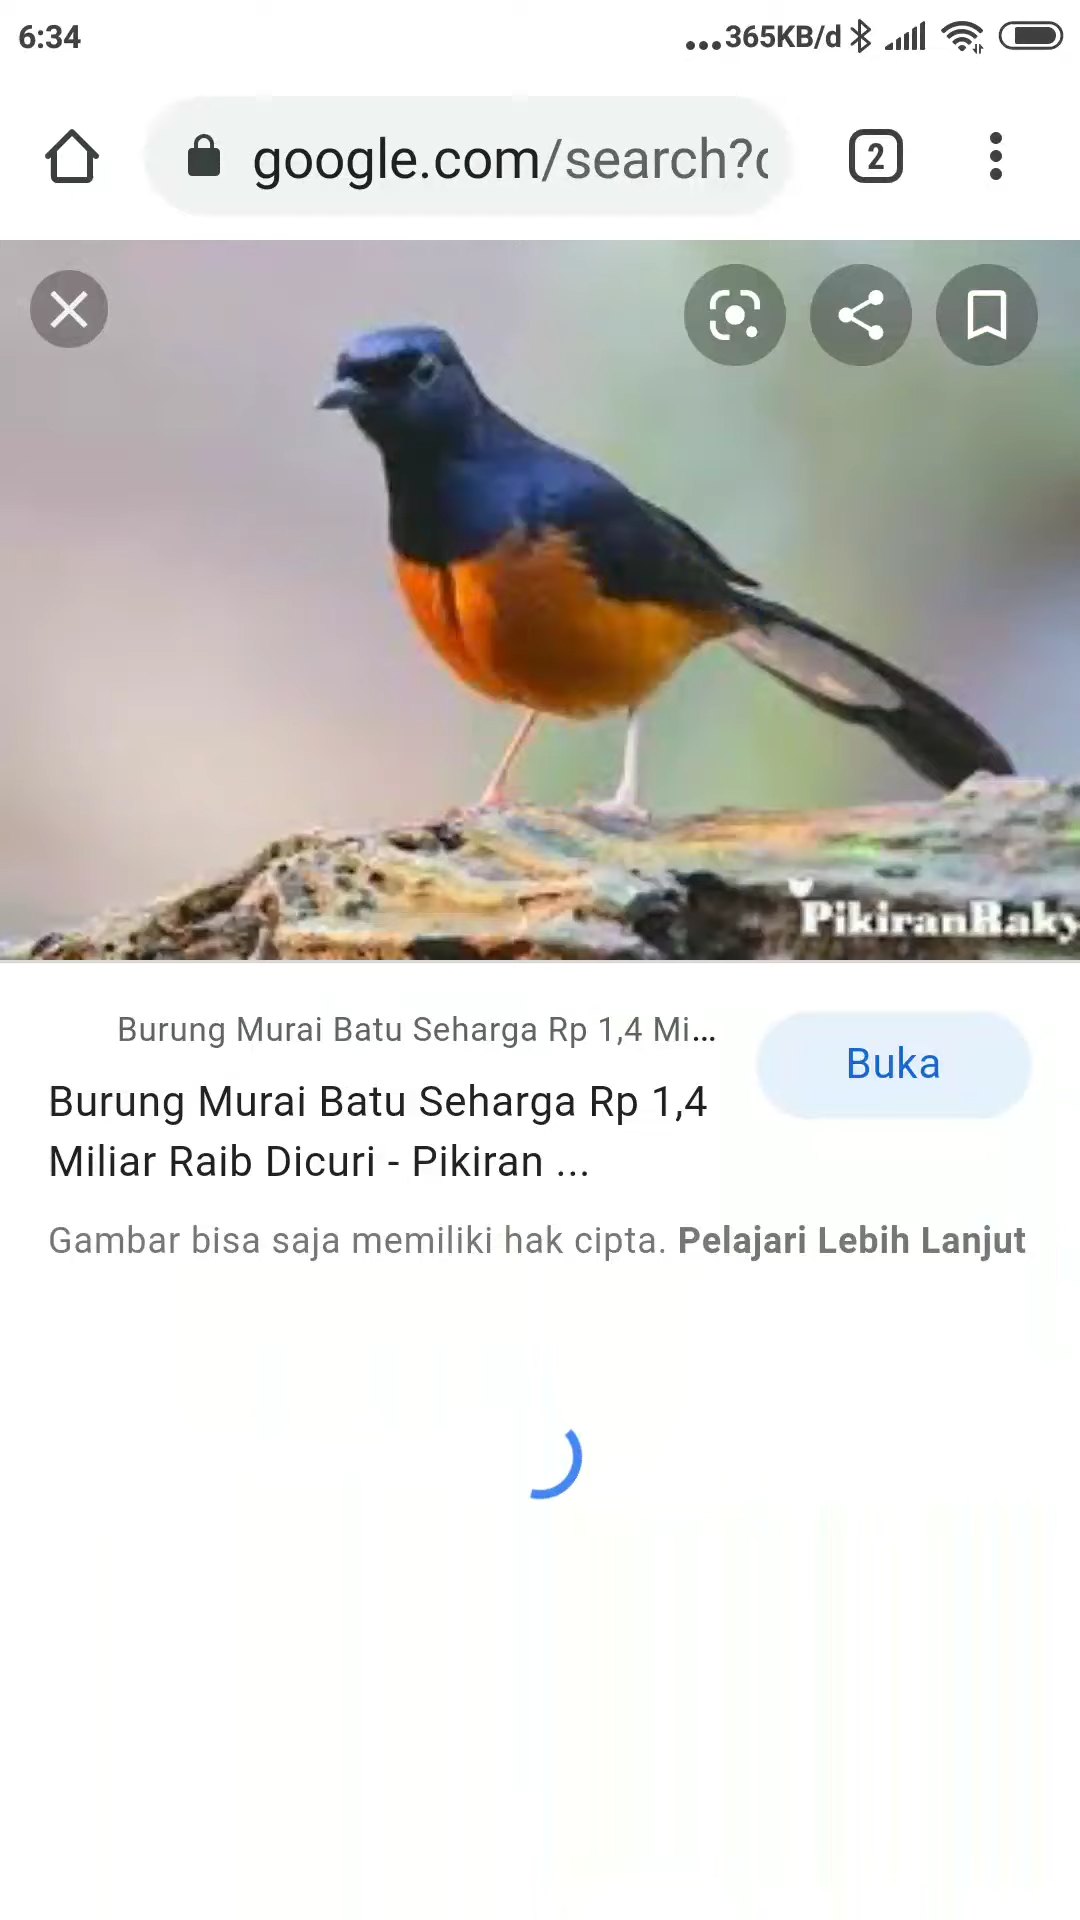 6:34
...365KB/d
google.com/search?
2
PikiranRaky
Burung Murai Batu Seharga Rp 1,4 Mi...
Buka
Burung Murai Batu Seharga Rp 1,4
Miliar Raib Dicuri - Pikiran ...
Gambar bisa saja memiliki hak cipta. Pelajari Lebih Lanjut